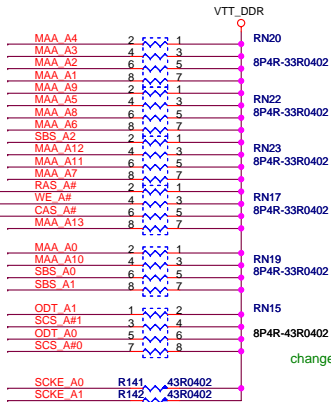 VTT_DDR
MAA_A4 2 1 RN20
MAA_A3 4 3
MAA_A2 6 5 8P4R-33R0402
MAA_A1 8 7
MAA_A9 2 1
MAA_A5 4 3 RN22
MAA_A8 6 5 8P4R-33R0402
MAA_A6 8 7
SBS_A2 2 1
MAA_A12 4 3 RN23
MAA_A11 6 5 8P4R-33R0402
MAA_A7 8 7
RAS_A# 2 1
WE_A# 4 3 RN17
CAS_A# 6 5 8P4R-33R0402
MAA_A13 8 7
MAA_A0 2 1
MAA_A10 4 3 RN19
SBS_A0 6 5 8P4R-33R0402
SBS_A1 8 7
ODT_A1 1 2 RN15
SCS_A#1 3 4
ODT_A0 5 6 8P4R-43R0402
SCS_A#0 7 8
change
SCKE_A0 R141 43R0402
SCKE_A1 R142 43R0402